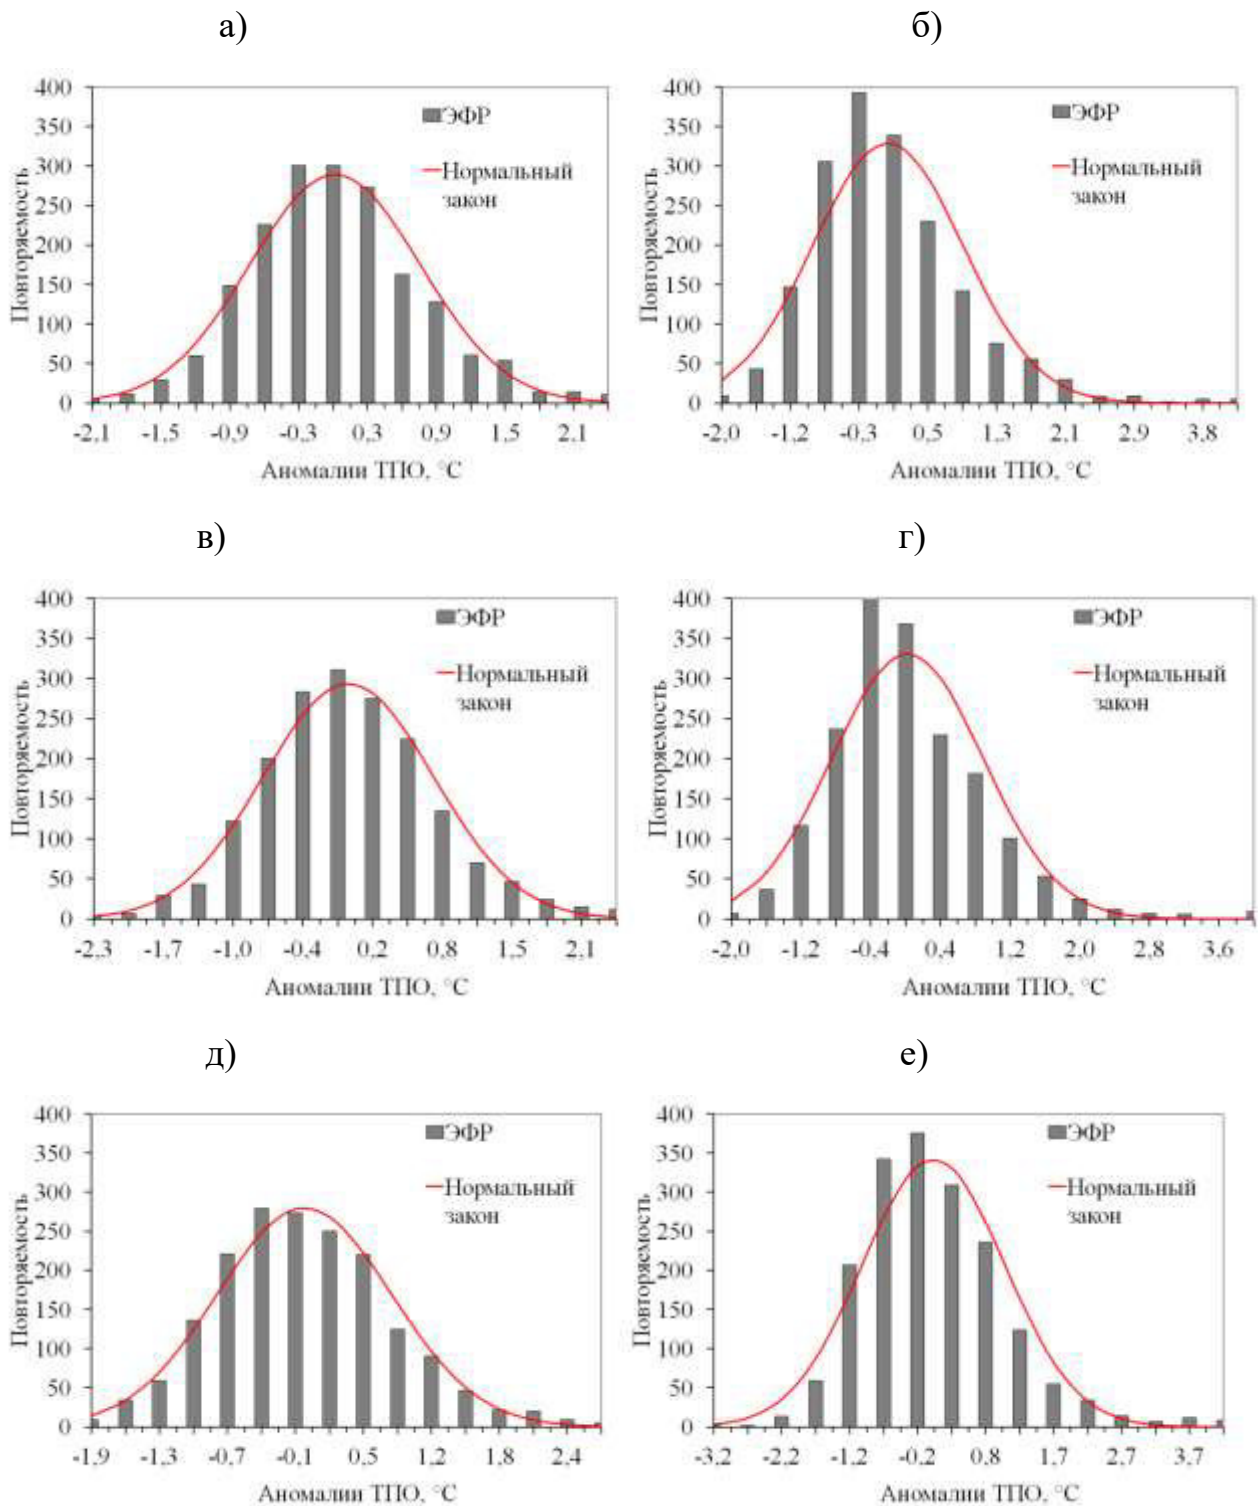 а)
400
350
300
250
200
150
100
50
0
Повторяемость
ЭФР
Нормальный
закон
-2.1 -1.5 -0.9 -0.3 0.3 0.9 1.5 2.1
Аномалии ТПО, °C
б)
400
350
300
250
200
150
100
50
0
Повторяемость
ЭФР
Нормальный
закон
-2.0 -1.2 -0.3 0.5 1.3 2.1 2.9 3.8
Аномалии ТПО, °C
в)
400
350
300
250
200
150
100
50
0
Повторяемость
ЭФР
Нормальный
закон
-2,3 -1,7 -1,0 -0,4 0,2 0,8 1,5 2,1
Аномалии ТПО, °C
г)
400
350
300
250
200
150
100
50
0
Повторяемость
ЭФР
Нормальный
закон
-2,0 -1,2 -0,4 0,4 1,2 2,0 2,8 3,6
Аномалии ТПО, °C
д)
400
350
300
250
200
150
100
50
0
Повторяемость
ЭФР
Нормальный
закон
-1,9 -1,3 -0,7 -0,1 0,5 1,2 1,8 2,4
Аномалии ТПО, °C
е)
400
350
300
250
200
150
100
50
0
Повторяемость
ЭФР
Нормальный
закон
-3,2 -2,2 -1,2 -0,2 0,8 1,7 2,7 3,7
Аномалии ТПО, °C